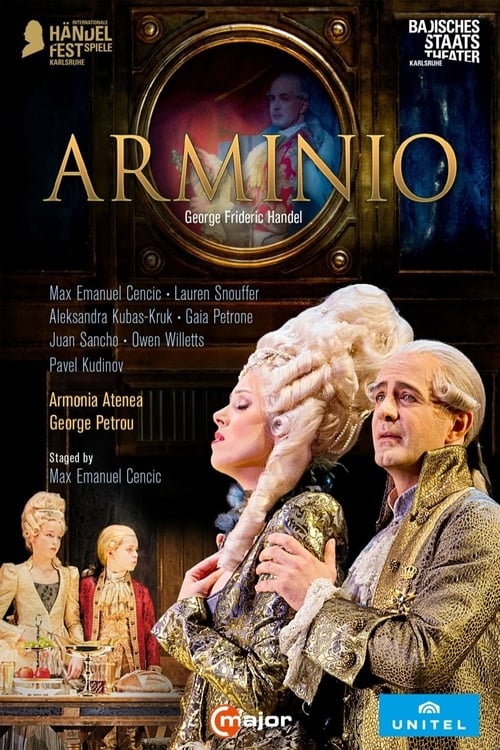 INTERNATIONALE
HÄNDEL
FESTSPIELE
KARLSRUHE
BADISCHES
STAATS
THEATER
KARLSRUHE
ARMINIO
George Frideric Handel
Max Emanuel Cencic • Lauren Snouffer
Aleksandra Kubas-Kruk • Gaia Petrone
Juan Sancho • Owen Willetts
Pavel Kudinov
Armonia Atenea
George Petrou
Staged by
Max Emanuel Cencic
C major
UNITEL